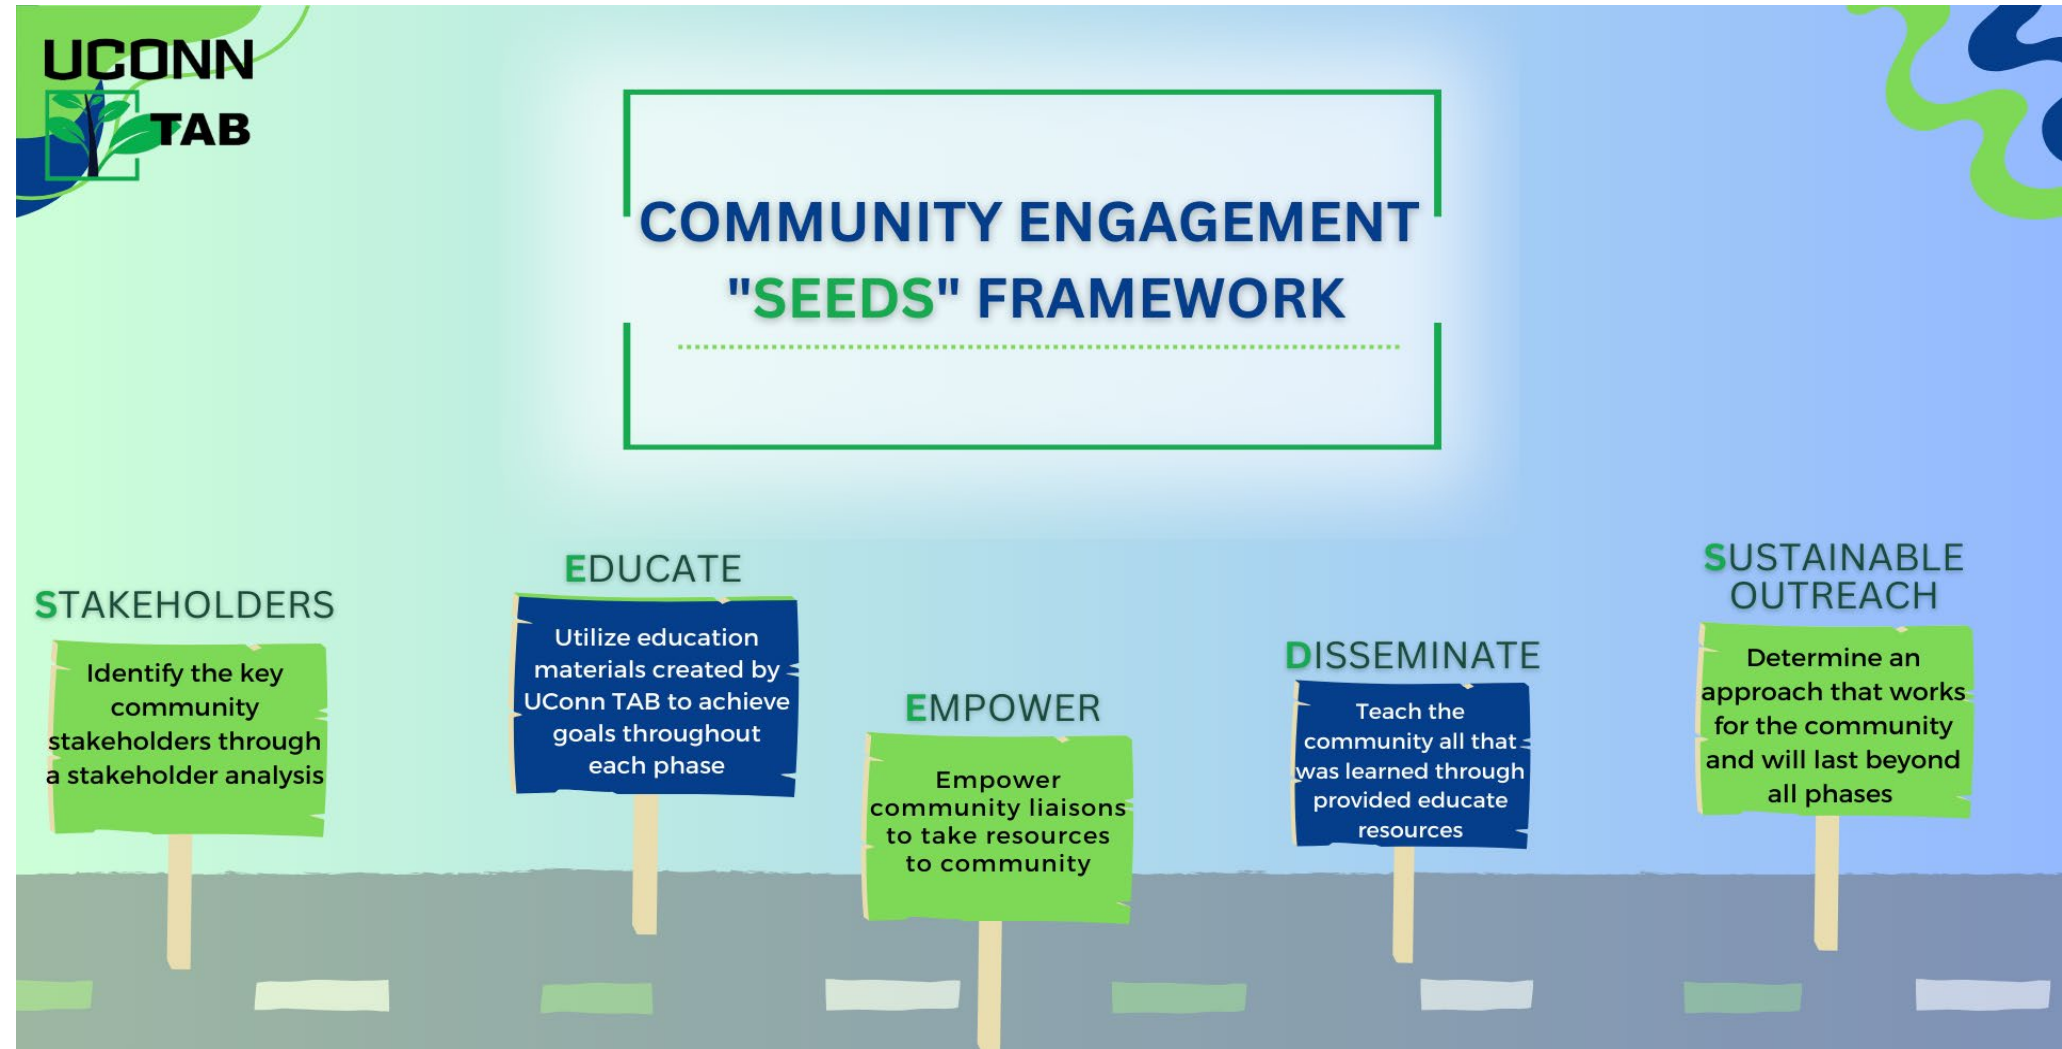 UCONN
TAB
COMMUNITY ENGAGEMENT
"SEEDS" FRAMEWORK
STAKEHOLDERS
Identify the key
community
stakeholders through
a stakeholder analysis
EDUCATE
Utilize education
materials created by
UConn TAB to achieve
goals throughout
each phase
EMPOWER
Empower
community liaisons
to take resources
to community
DISSEMINATE
Teach the
community all that
was learned through
provided educate
resources
SUSTAINABLE
OUTREACH
Determine an
approach that works
for the community
and will last beyond
all phases